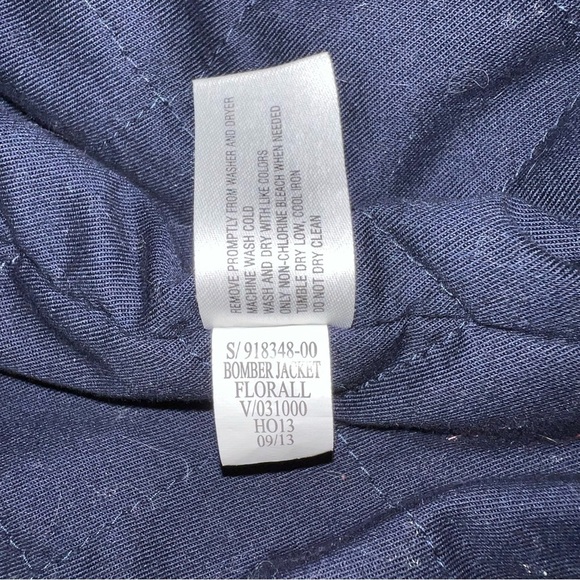 REMOVE PROMPTLY FROM WASHER AND DRYER
MACHINE WASH COLD
WASH AND DRY WITH LIKE COLORS
ONLY NON-CHLORINE BLEACH WHEN NEEDED
TUMBLE DRY LOW, COOL IRON
DO NOT DRY CLEAN
S/ 918348-00
BOMBER JACKET
FLORALL
V/031000
HO13
09/13